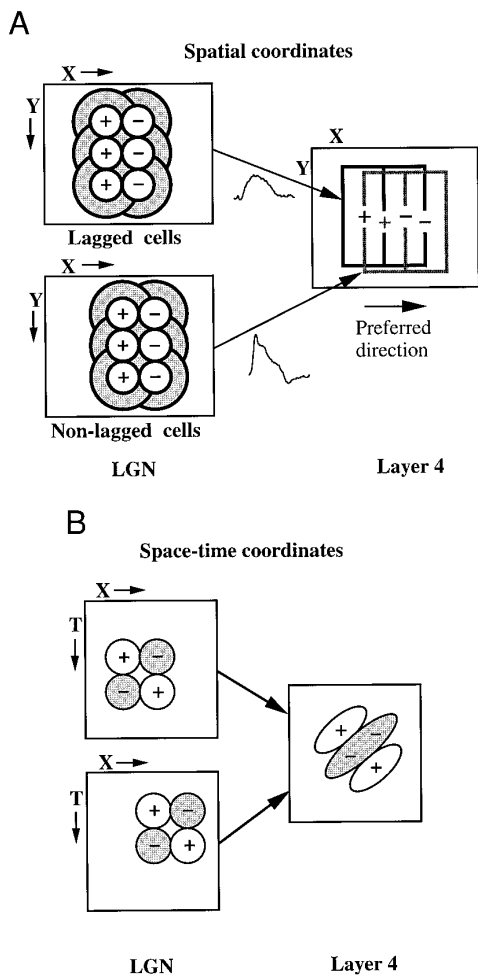 A
Spatial coordinates
X
Y
+ −
+ −
+ −
Lagged cells
X
Y
+ + − −
Preferred
direction
X
Y
+ −
+ −
+ −
Non-lagged cells
LGN
Layer 4
B
Space-time coordinates
X
T
+ −
− +
+ −
− +
X
T
+ −
− +
LGN
Layer 4